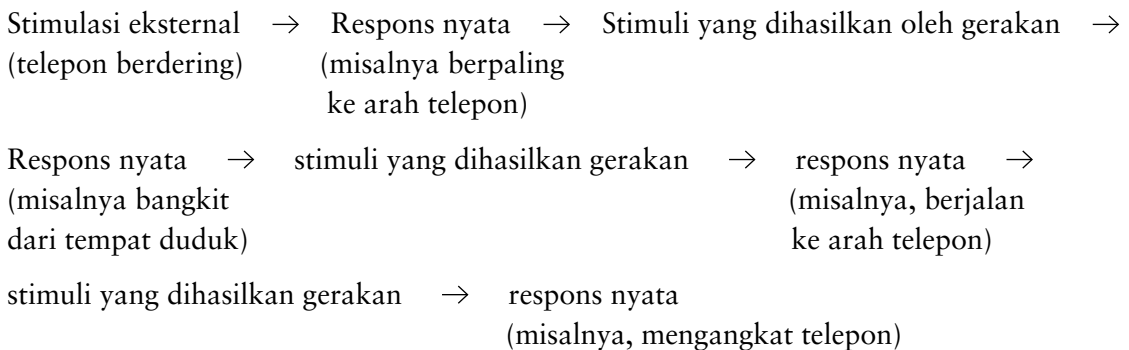 Stimulasi eksternal → Respons nyata → Stimuli yang dihasilkan oleh gerakan →
(telepon berdering) (misalnya berpaling
ke arah telepon)
Respons nyata → stimuli yang dihasilkan gerakan → respons nyata →
(misalnya bangkit (misalnya, berjalan
dari tempat duduk) ke arah telepon)
stimuli yang dihasilkan gerakan → respons nyata
(misalnya, mengangkat telepon)